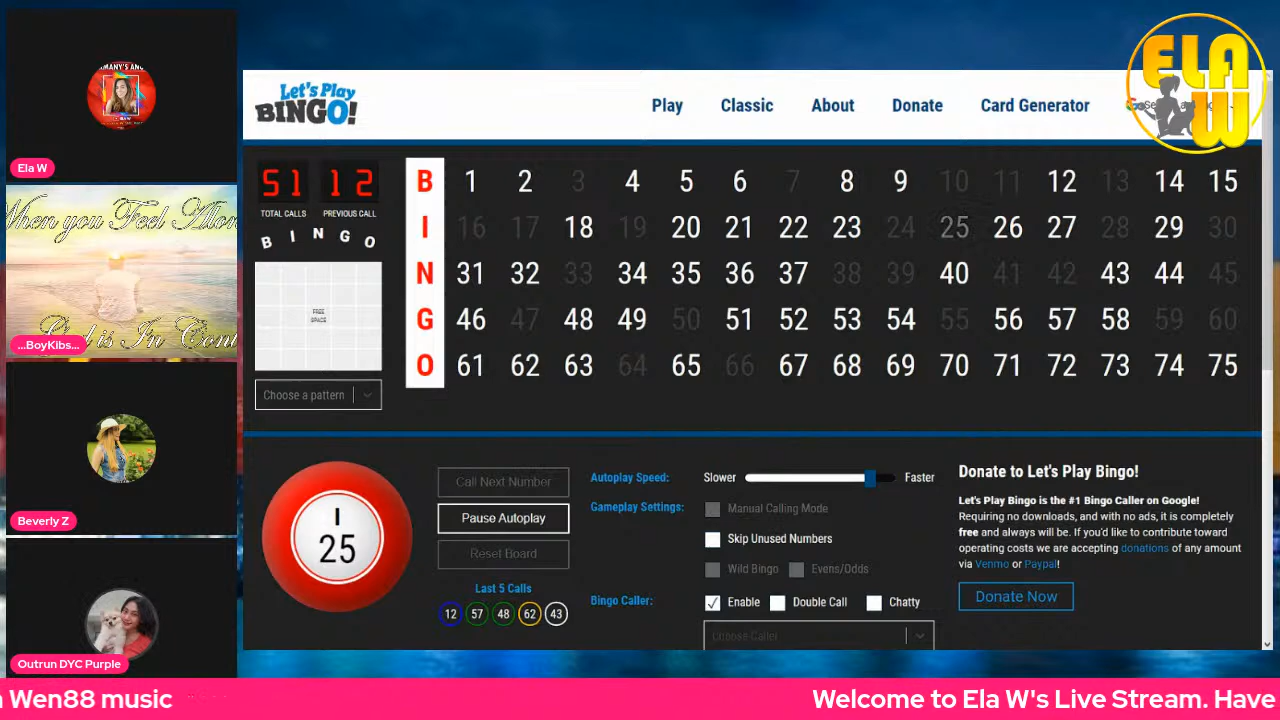 MANY'S ANG
Ela W
When you Feel Alon
God is In Cont
...BoyKibs...
Beverly Z
Outrun DYC Purple
Let's Play
BINGO!
Play Classic About Donate Card Generator
ELA
W
51 12
TOTAL CALLS PREVIOUS CALL
B I N G O
FREE
SPACE
Choose a pattern
B 1 2 3 4 5 6 7 8 9 10 11 12 13 14 15
I 16 17 18 19 20 21 22 23 24 25 26 27 28 29 30
N 31 32 33 34 35 36 37 38 39 40 41 42 43 44 45
G 46 47 48 49 50 51 52 53 54 55 56 57 58 59 60
O 61 62 63 64 65 66 67 68 69 70 71 72 73 74 75
I
25
Call Next Number
Pause Autoplay
Reset Board
Last 5 Calls
12 57 48 62 43
Autoplay Speed: Slower Faster
Gameplay Settings: Manual Calling Mode
Skip Unused Numbers
Wild Bingo Evens/Odds
Bingo Caller: Enable Double Call Chatty
Choose Caller
Donate to Let's Play Bingo!
Let's Play Bingo is the #1 Bingo Caller on Google!
Requiring no downloads, and with no ads, it is completely
free and always will be. If you'd like to contribute toward
operating costs we are accepting donations of any amount
via Venmo or Paypal!
Donate Now
Wen88 music
Welcome to Ela W's Live Stream. Have